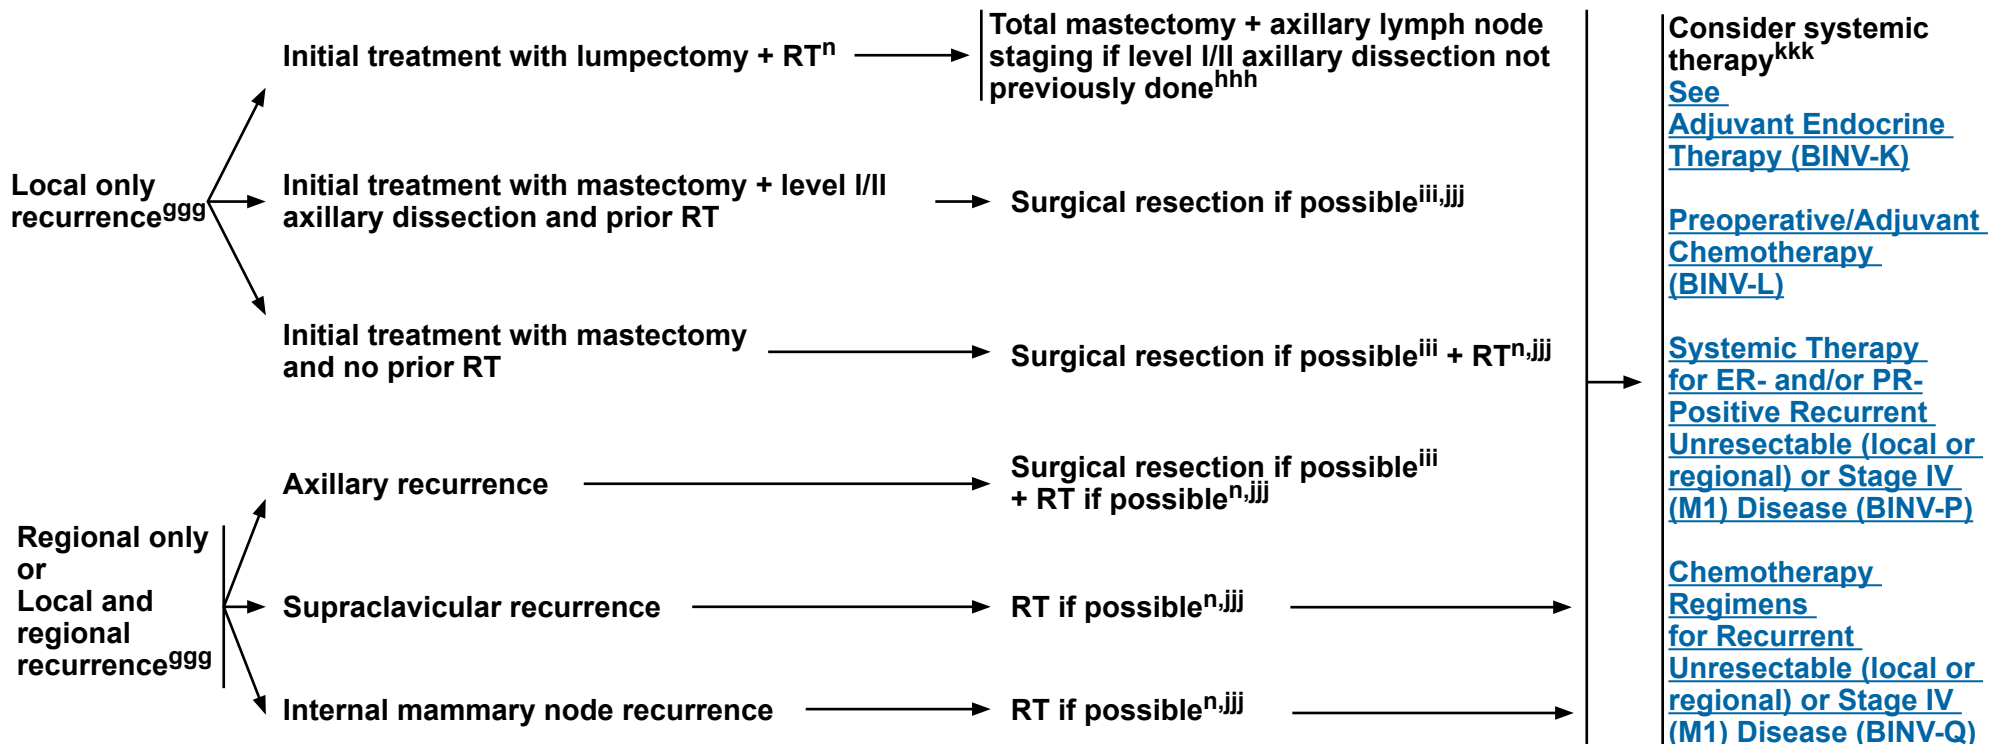 Local only
recurrenceggg
Initial treatment with lumpectomy + RTn
Total mastectomy + axillary lymph node
staging if level I/II axillary dissection not
previously donehhh
Initial treatment with mastectomy + level I/II
axillary dissection and prior RT
Surgical resection if possibleiii,jjj
Initial treatment with mastectomy
and no prior RT
Surgical resection if possibleiii + RTn,jjj
Regional only
or
Local and
regional
recurrenceggg
Axillary recurrence
Surgical resection if possibleiii
+ RT if possiblen,jjj
Supraclavicular recurrence
RT if possiblen,jjj
Internal mammary node recurrence
RT if possiblen,jjj
Consider systemic
therapykkk
See
Adjuvant Endocrine
Therapy (BINV-K)
Preoperative/Adjuvant
Chemotherapy
(BINV-L)
Systemic Therapy
for ER- and/or PR-
Positive Recurrent
Unresectable (local or
regional) or Stage IV
(M1) Disease (BINV-P)
Chemotherapy
Regimens
for Recurrent
Unresectable (local or
regional) or Stage IV
(M1) Disease (BINV-Q)